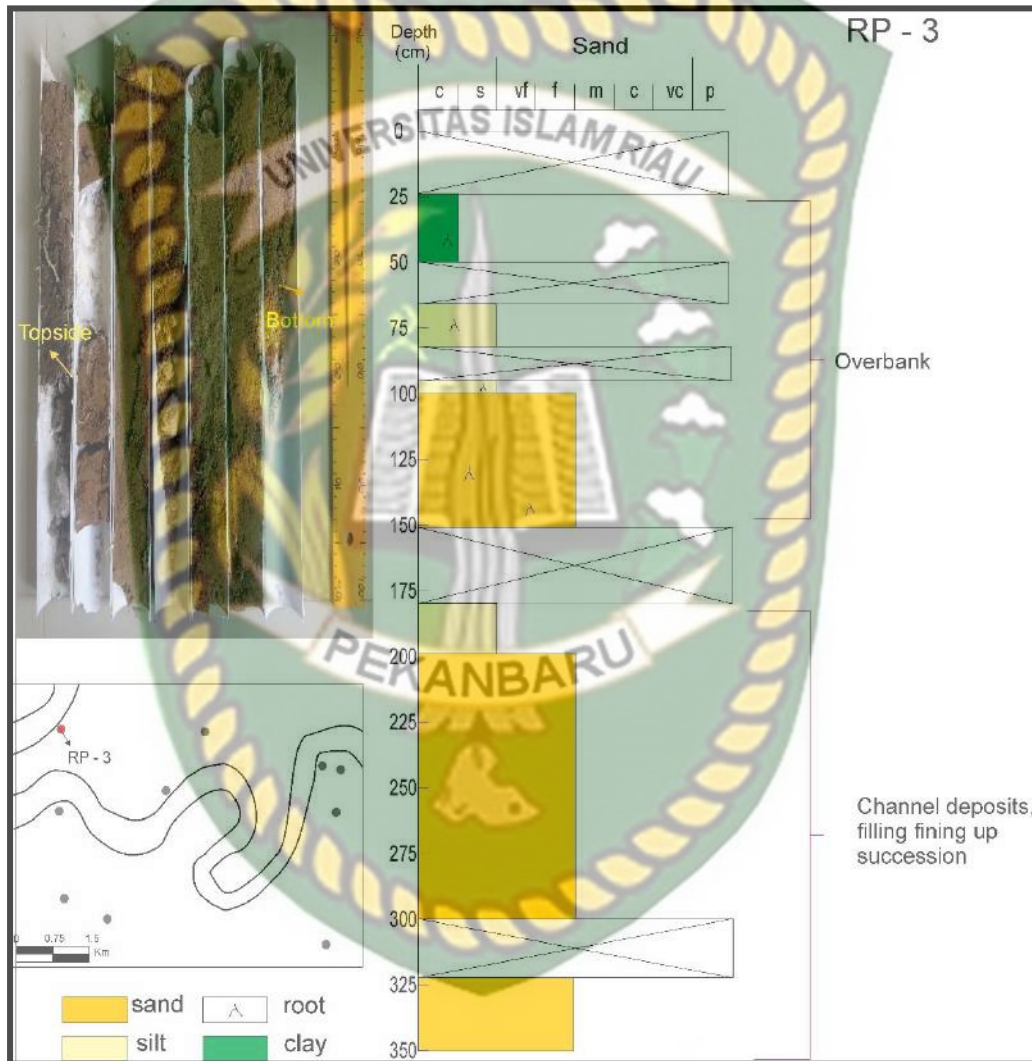 RP - 3
Depth
(cm)
Sand
c s vf f m c vc p
UNIVERSITAS ISLAM RIAU
0
25
50
75
100
125
150
175
200
225
250
275
300
325
350
Topside
Bottom
Overbank
PEKANBARU
Channel deposits,
filling fining up
succession
RP - 3
0 0.75 1.5
Km
sand
root
silt
clay